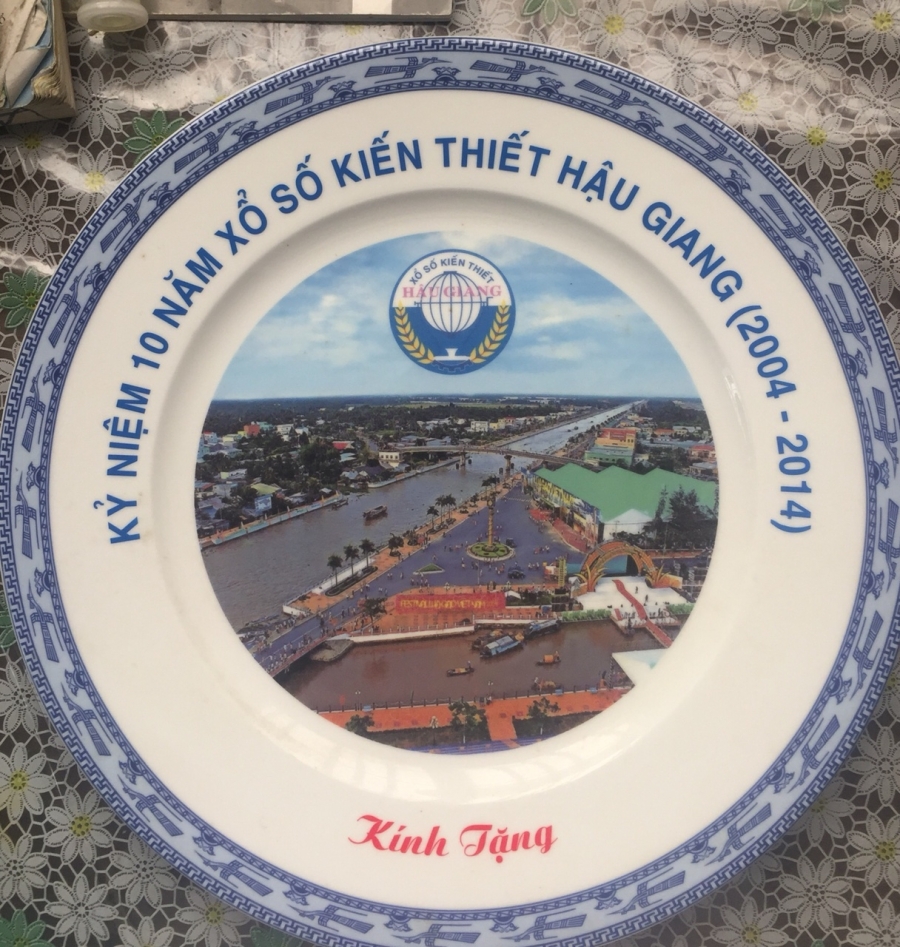 KỶ NIỆM 10 NĂM XỔ SỐ KIẾN THIẾT HẬU GIANG (2004 - 2014)
XỔ SỐ KIẾN THIẾT
HẬU GIANG
Kính Tặng